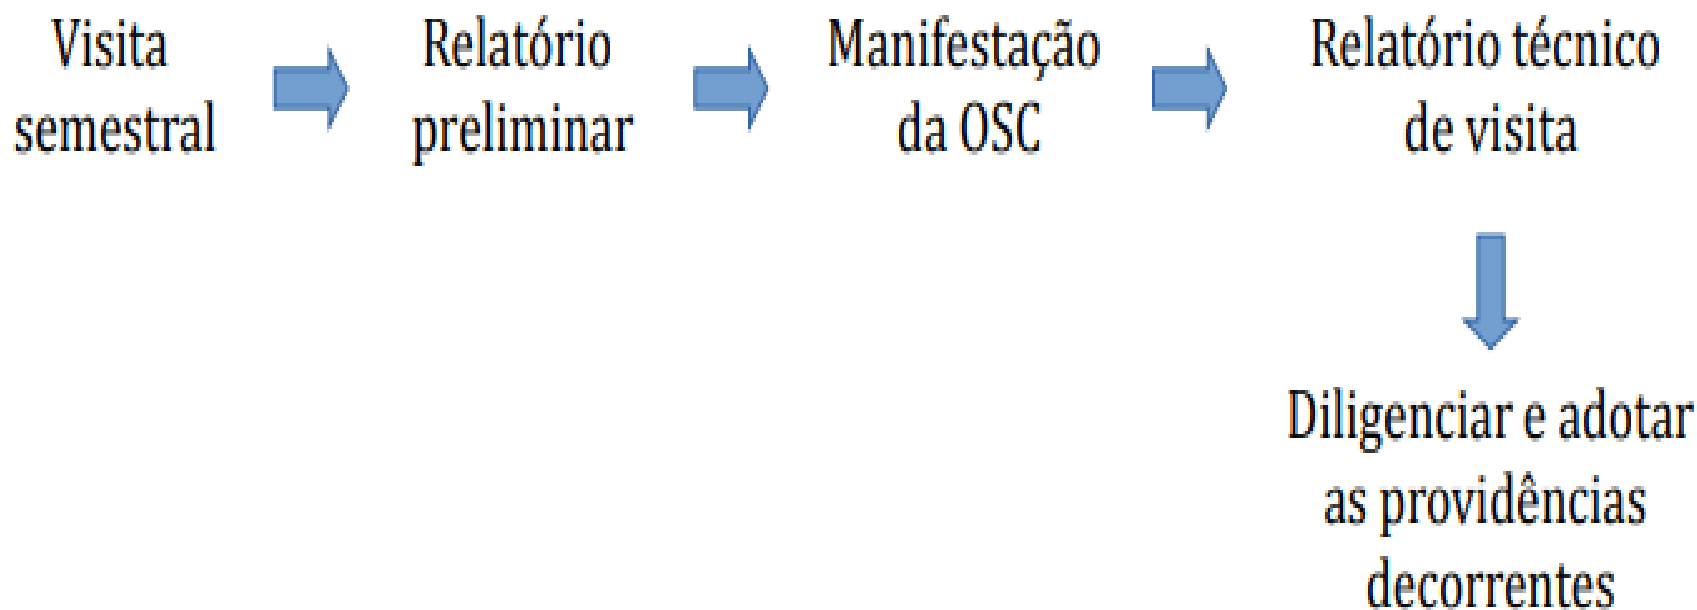 Visita
semestral
Relatório
preliminar
Manifestação
da OSC
Relatório técnico
de visita
Diligenciar e adotar
as providências
decorrentes